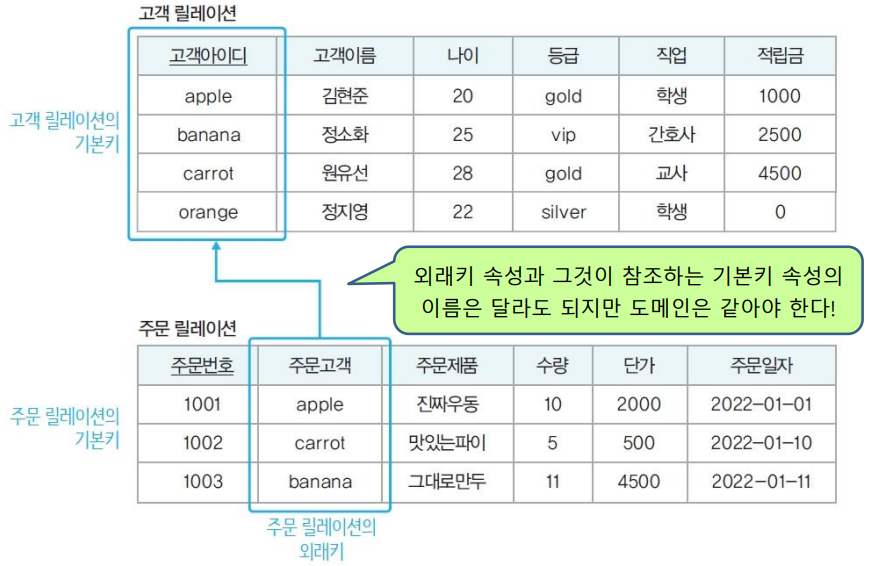 고객 릴레이션
고객아이디 고객이름 나이 등급 직업 적립금
apple 김현준 20 gold 학생 1000
고객 릴레이션의
기본키
banana 정소화 25 vip 간호사 2500
carrot 원유선 28 gold 교사 4500
orange 정지영 22 silver 학생 0
외래키 속성과 그것이 참조하는 기본키 속성의
이름은 달라도 되지만 도메인은 같아야 한다!
주문 릴레이션
주문번호 주문고객 주문제품 수량 단가 주문일자
1001 apple 진짜우동 10 2000 2022-01-01
주문 릴레이션의
기본키
1002 carrot 맛있는파이 5 500 2022-01-10
1003 banana 그대로만두 11 4500 2022-01-11
주문 릴레이션의
외래키